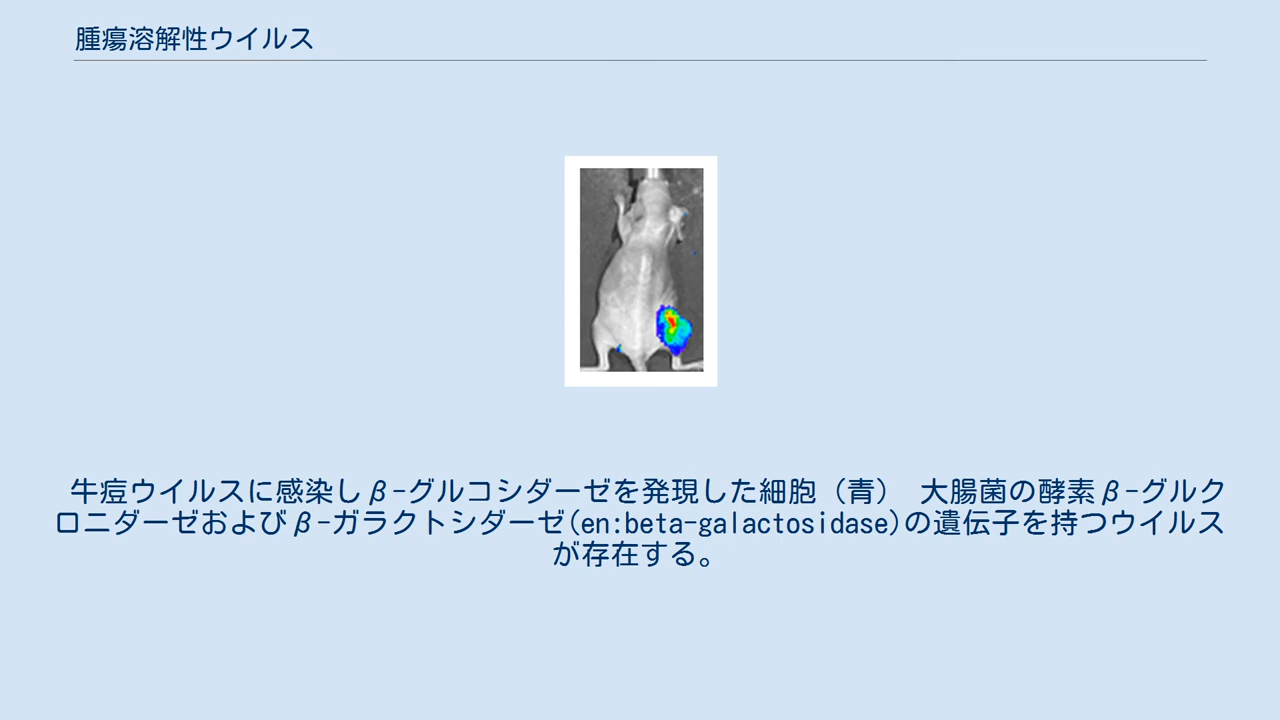 腫瘍溶解性ウイルス
牛痘ウイルスに感染しβ-グルコシダーゼを発現した細胞（青） 大腸菌の酵素β-グルク
ロニダーゼおよびβ-ガラクトシダーゼ(en:beta-galactosidase)の遺伝子を持つウイルス
が存在する。